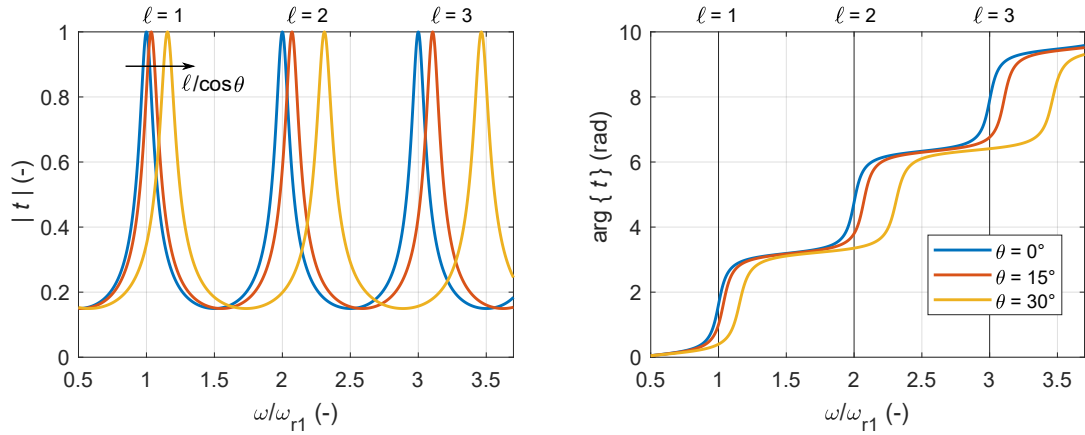 ℓ = 1 ℓ = 2 ℓ = 3
1
0.8
0.6
0.4
0.2
0
| t | (-)
ℓ/cosθ
0.5 1 1.5 2 2.5 3 3.5
ω/ω_r1 (-)
ℓ = 1 ℓ = 2 ℓ = 3
10
8
6
4
2
0
arg { t } (rad)
θ = 0°
θ = 15°
θ = 30°
0.5 1 1.5 2 2.5 3 3.5
ω/ω_r1 (-)